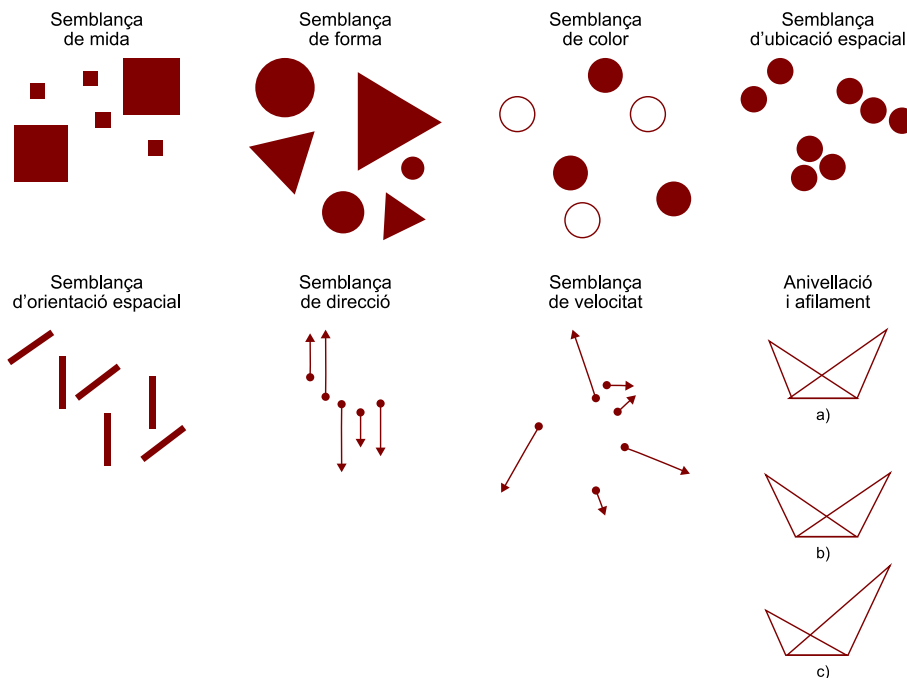 Semblança
de mida
Semblança
de forma
Semblança
de color
Semblança
d'ubicació espacial
Semblança
d'orientació espacial
Semblança
de direcció
Semblança
de velocitat
Anivellació
i afilament
a)
b)
c)